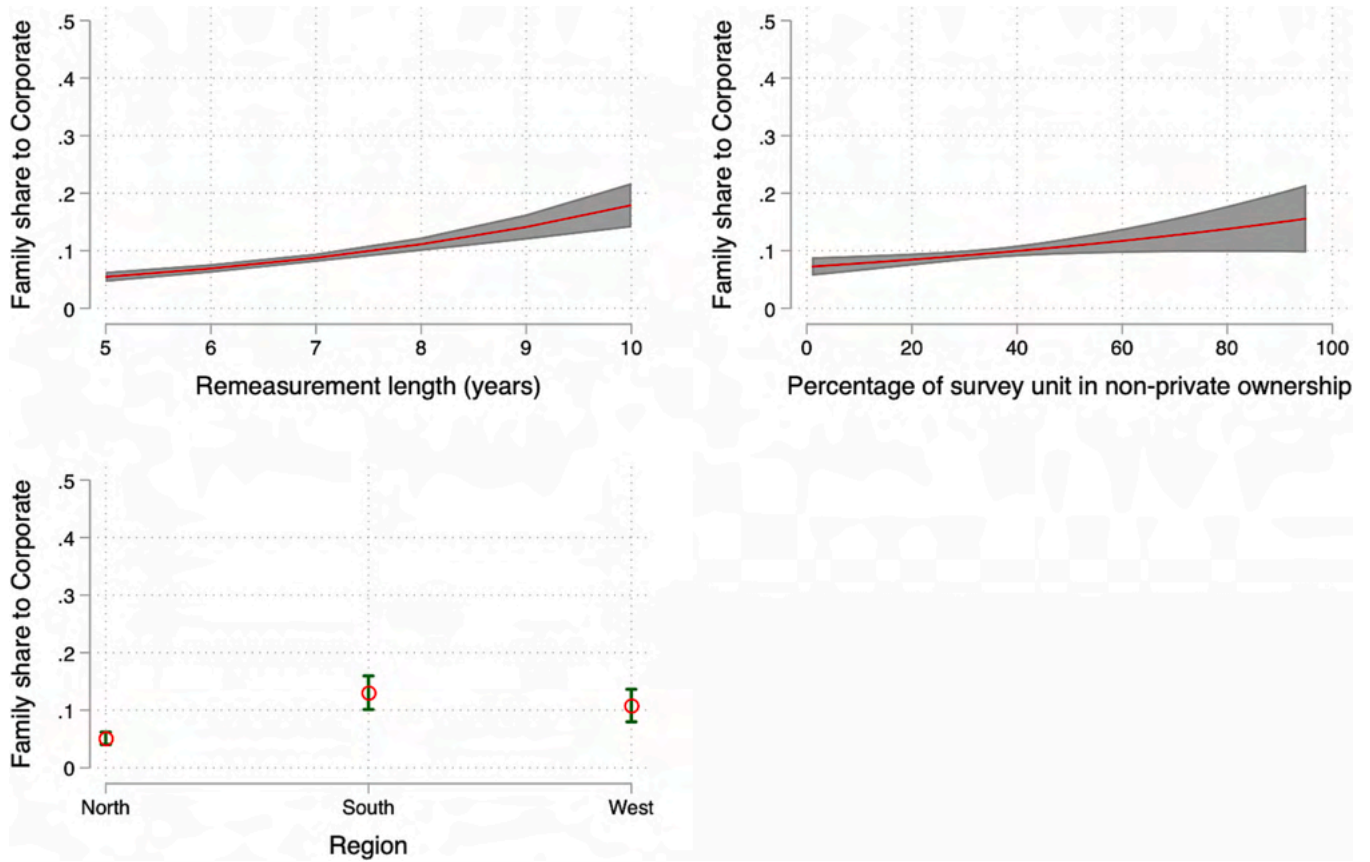 Family share to Corporate
.5
.4
.3
.2
.1
0
5 6 7 8 9 10
Remeasurement length (years)
Family share to Corporate
.5
.4
.3
.2
.1
0
0 20 40 60 80 100
Percentage of survey unit in non-private ownership
Family share to Corporate
.5
.4
.3
.2
.1
0
North South West
Region